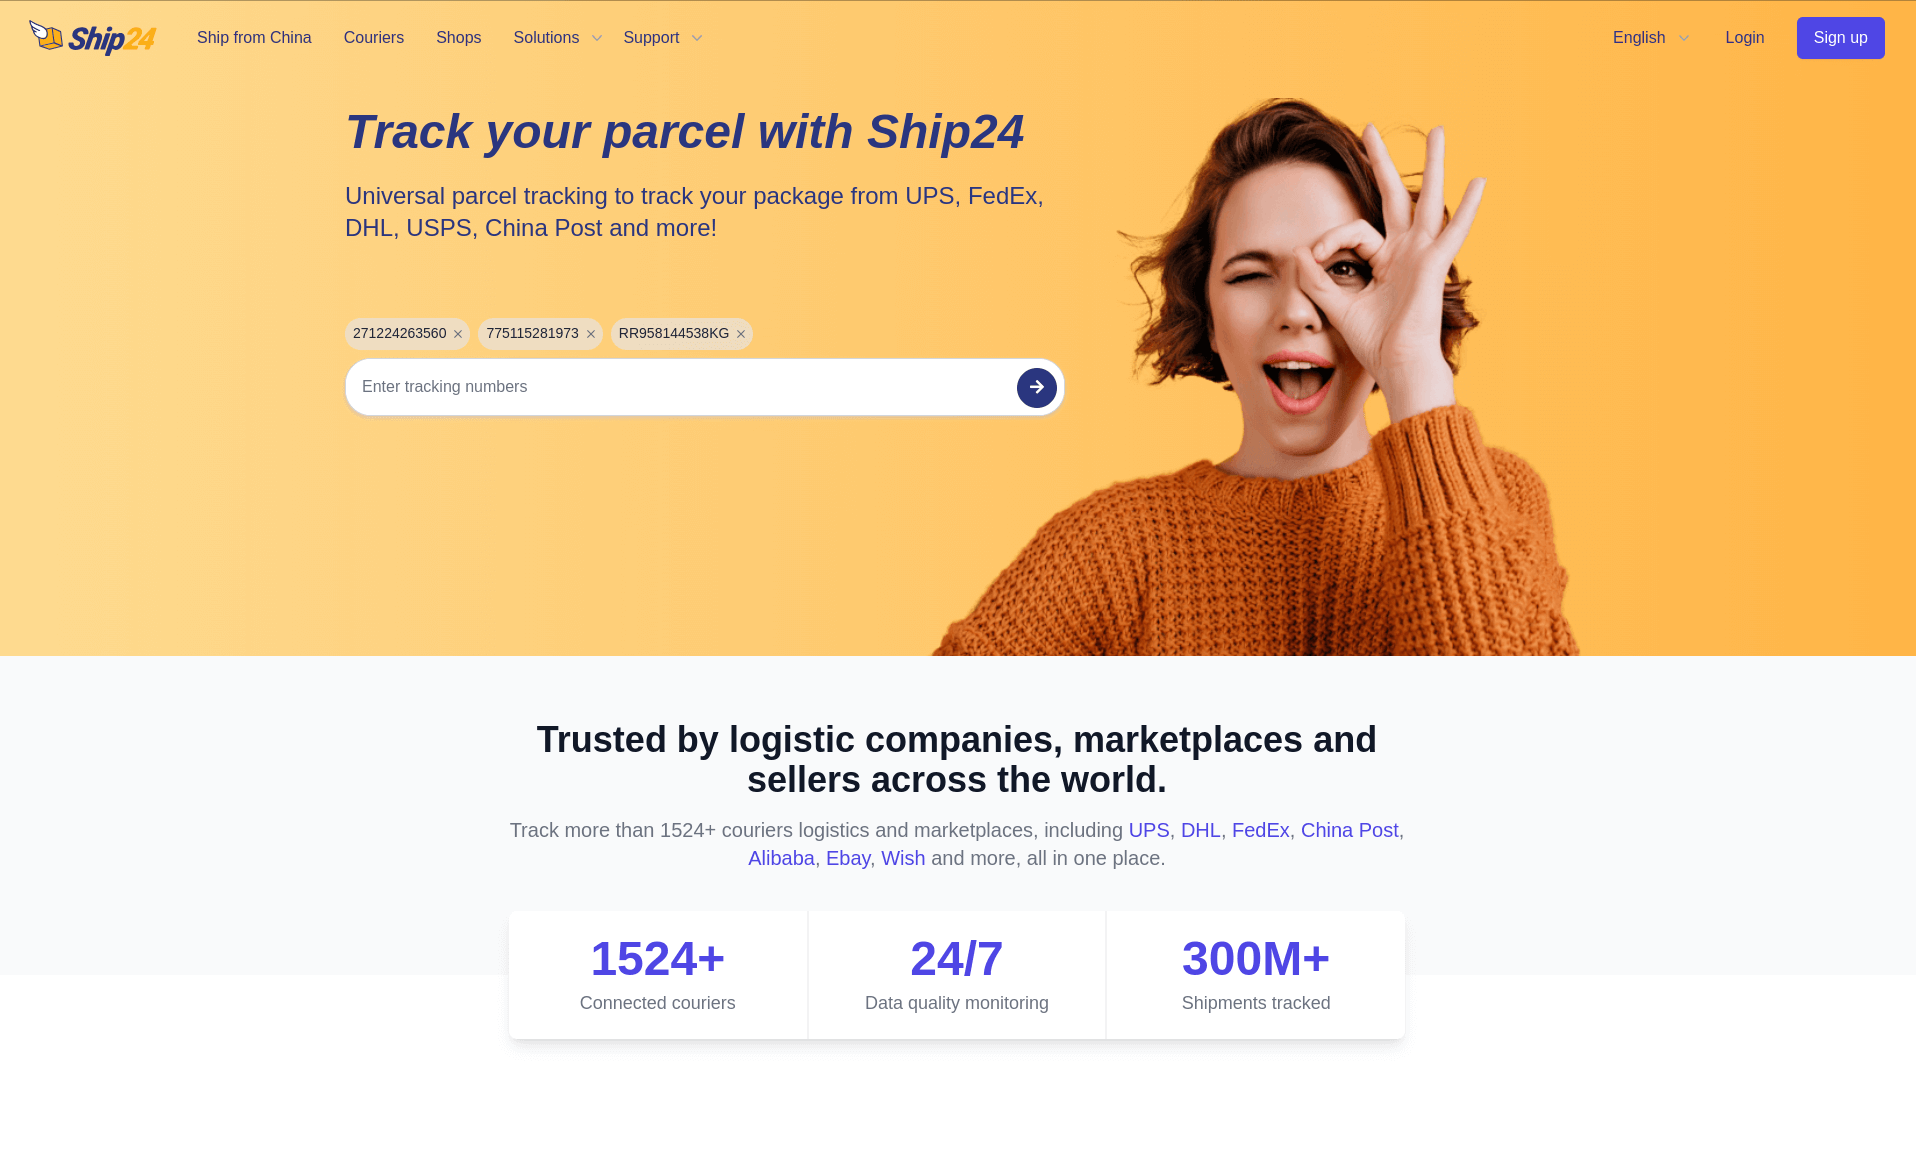 Ship24
Ship from China
Couriers
Shops
Solutions
Support
English
Login
Sign up
Track your parcel with Ship24
Universal parcel tracking to track your package from UPS, FedEx,
DHL, USPS, China Post and more!
271224263560
775115281973
RR958144538KG
Enter tracking numbers
Trusted by logistic companies, marketplaces and
sellers across the world.
Track more than 1524+ couriers logistics and marketplaces, including UPS, DHL, FedEx, China Post,
Alibaba, Ebay, Wish and more, all in one place.
1524+
Connected couriers
24/7
Data quality monitoring
300M+
Shipments tracked